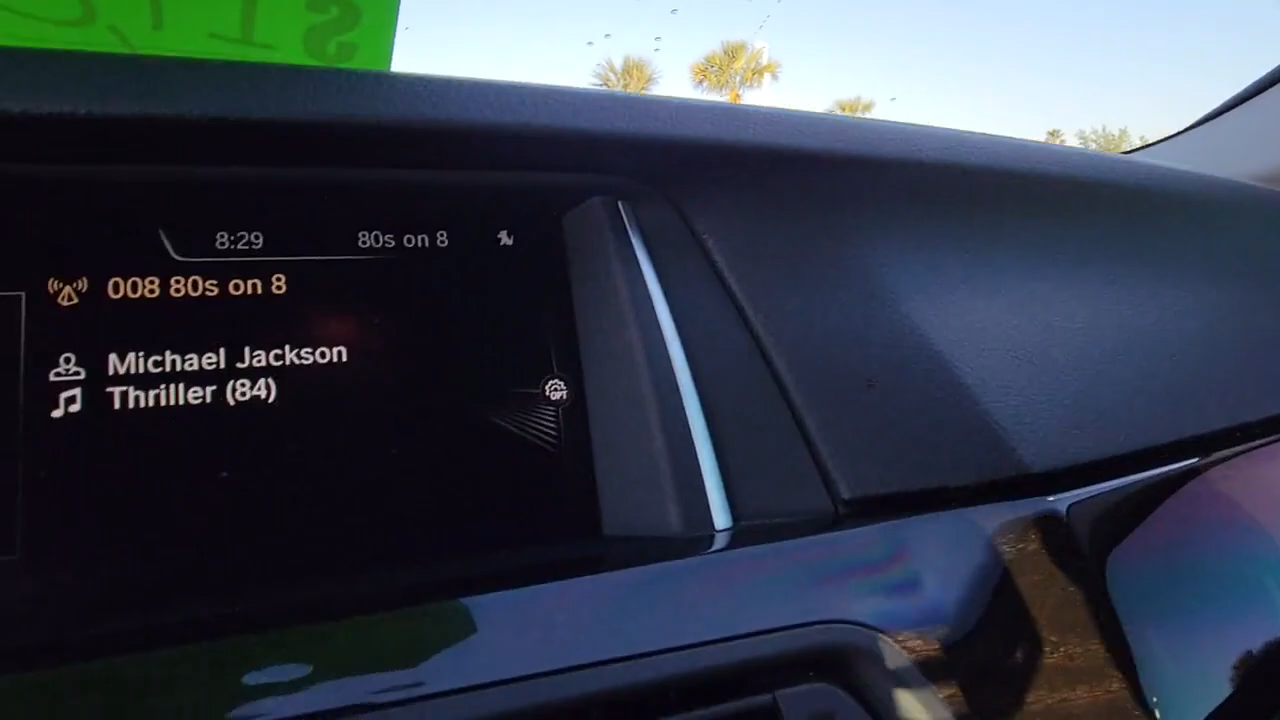 8:29 80s on 8
008 80s on 8
Michael Jackson
Thriller (84)
OPT